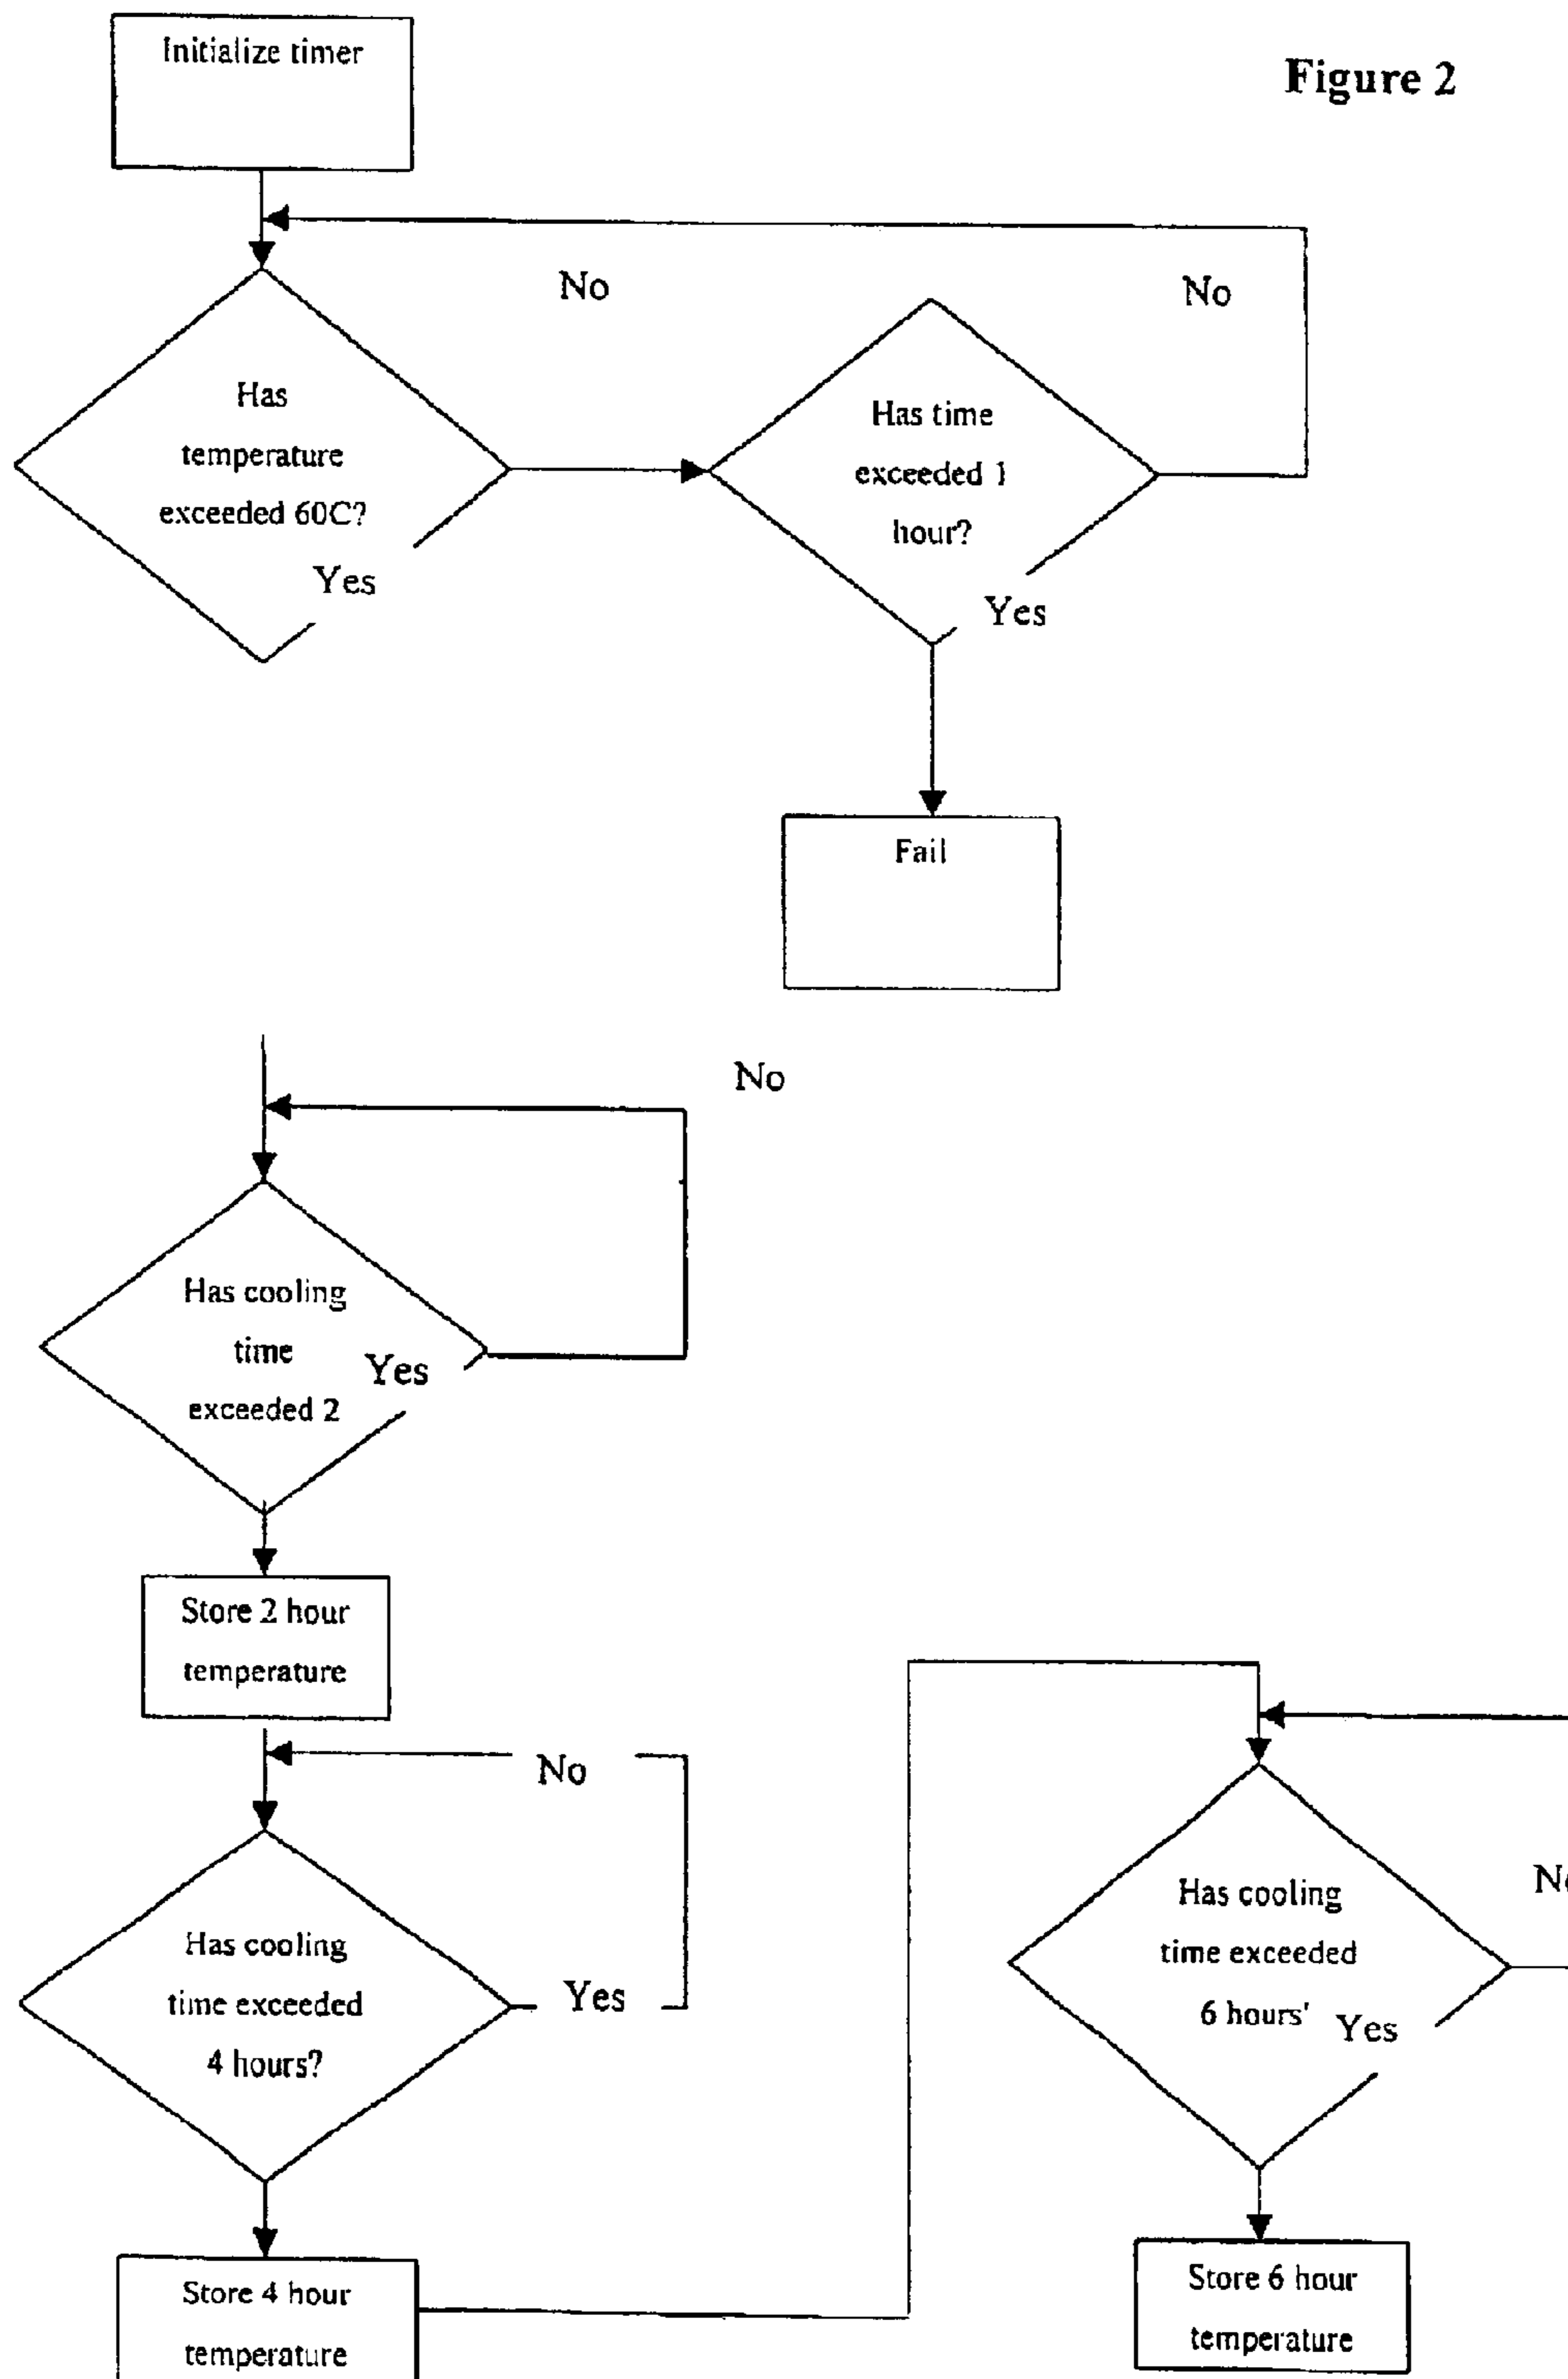 Figure 2
Initialize timer
No
No
Has
temperature
exceeded 60C?
Yes
Has time
exceeded 1
hour?
Yes
Fail
No
Has cooling
time
exceeded 2
Yes
Store 2 hour
temperature
No
Has cooling
time exceeded
4 hours?
Yes
Store 4 hour
temperature
Has cooling
time exceeded
6 hours'
Yes
No
Store 6 hour
temperature